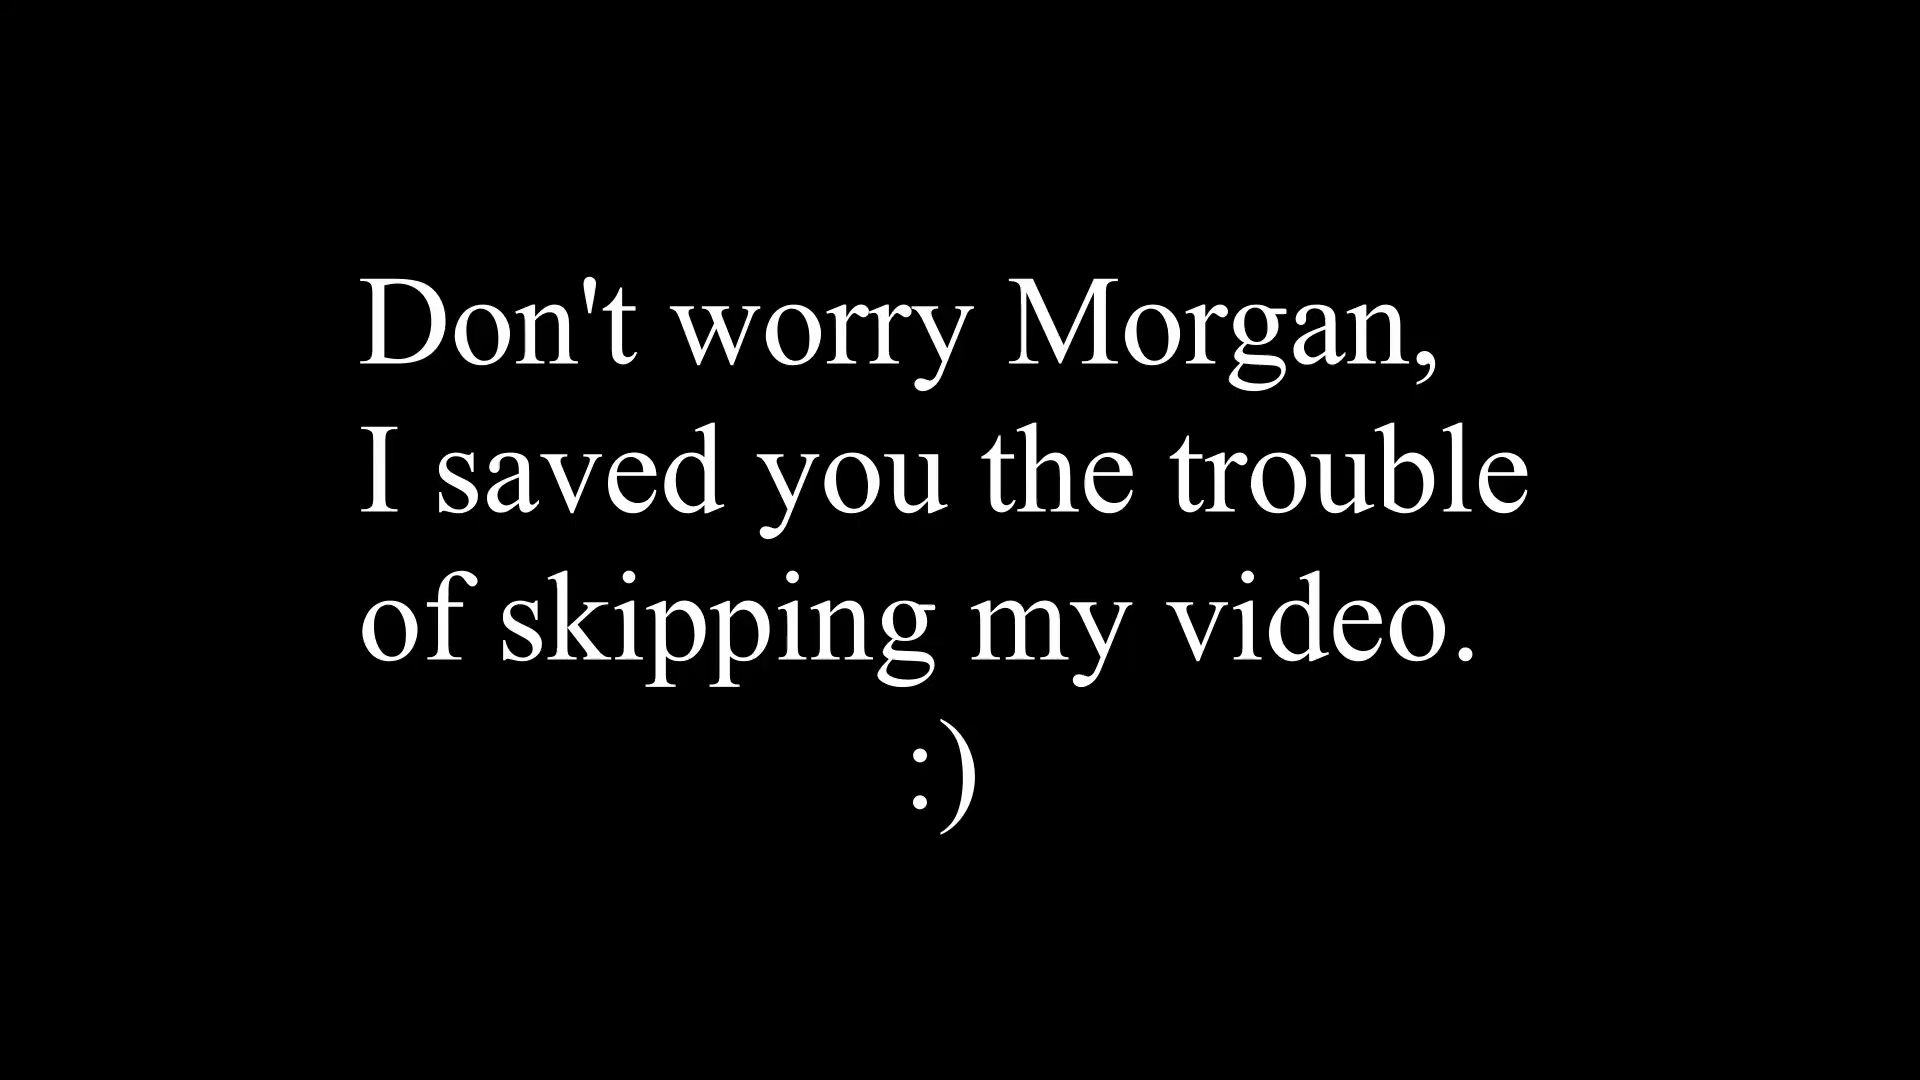 Don't worry Morgan,
I saved you the trouble
of skipping my video.
:)